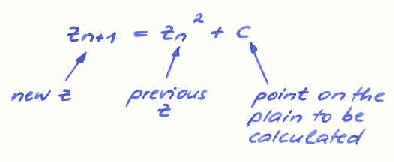 Zn+1 = Zn² + C
new z
previous
z
point on the
plain to be
calculated